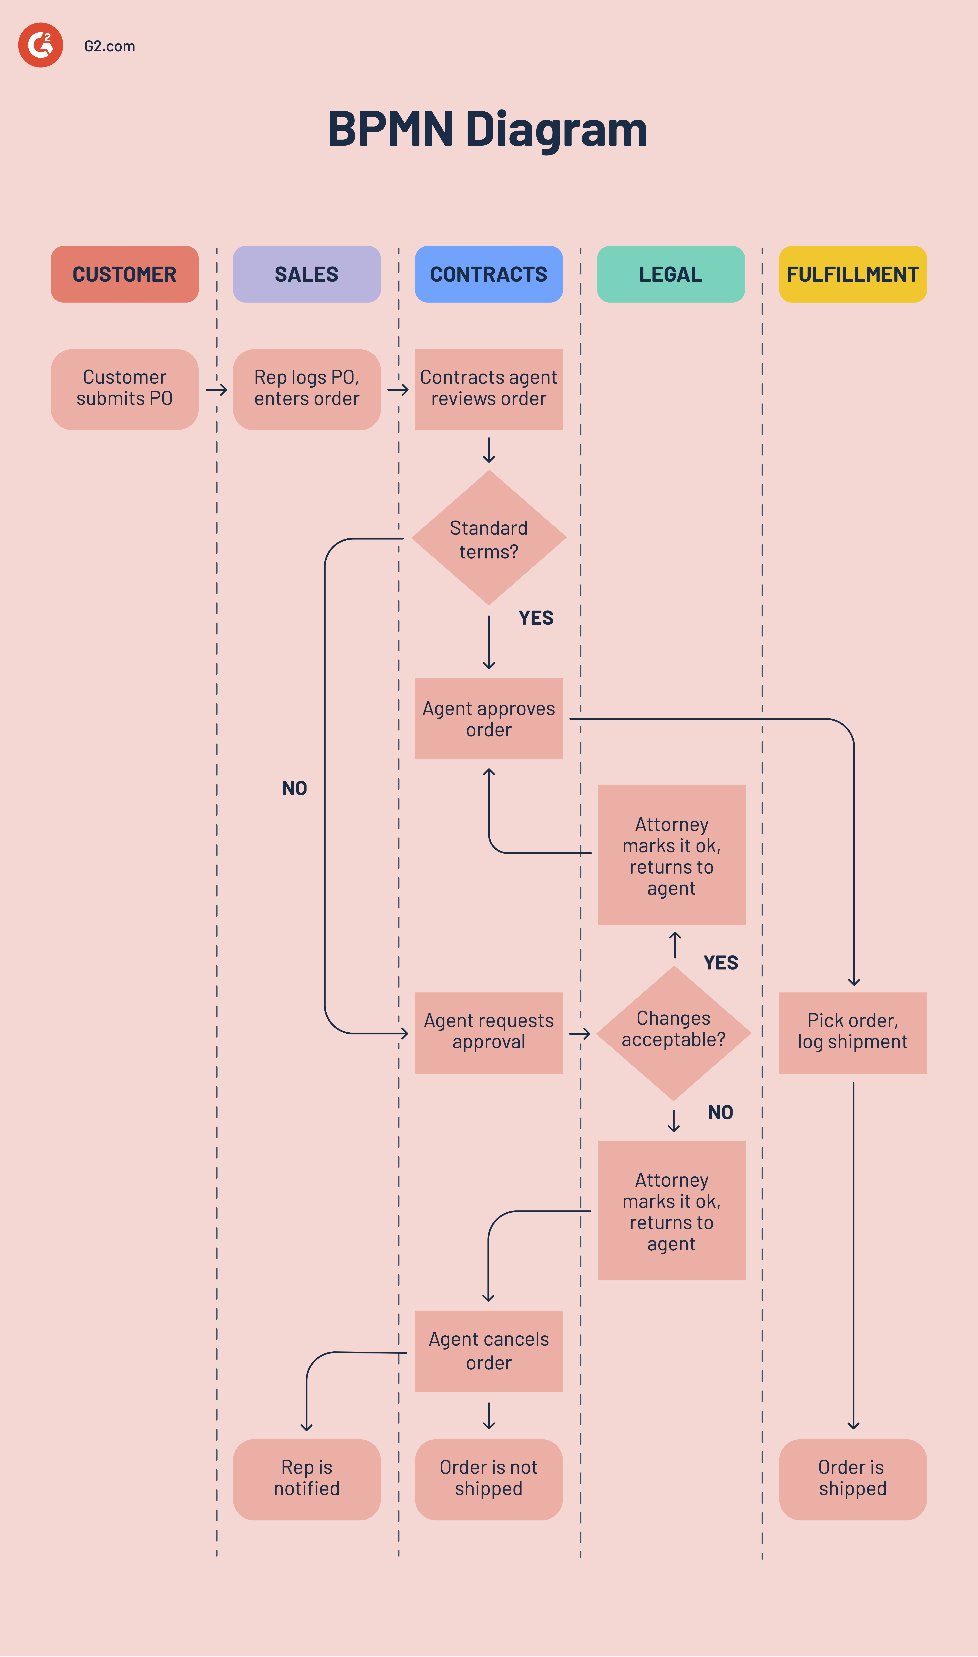 G2
G2.com
BPMN Diagram
CUSTOMER
SALES
CONTRACTS
LEGAL
FULFILLMENT
Customer
submits PO
Rep logs PO,
enters order
Contracts agent
reviews order
Standard
terms?
YES
Agent approves
order
NO
Attorney
marks it ok,
returns to
agent
YES
Agent requests
approval
Changes
acceptable?
Pick order,
log shipment
NO
Attorney
marks it ok,
returns to
agent
Agent cancels
order
Rep is
notified
Order is not
shipped
Order is
shipped